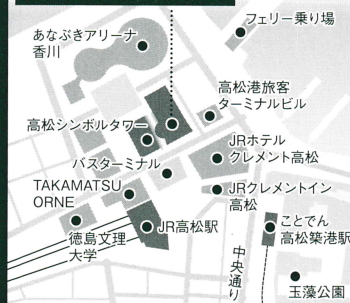 フェリー乗り場
あなぶきアリーナ
香川
高松港旅客
ターミナルビル
高松シンボルタワー
JRホテル
クレメント高松
バスターミナル
TAKAMATSU
ORNE
JRクレメントイン
高松
徳島文理
大学
JR高松駅
ことでん
高松築港駅
中央通り
玉藻公園